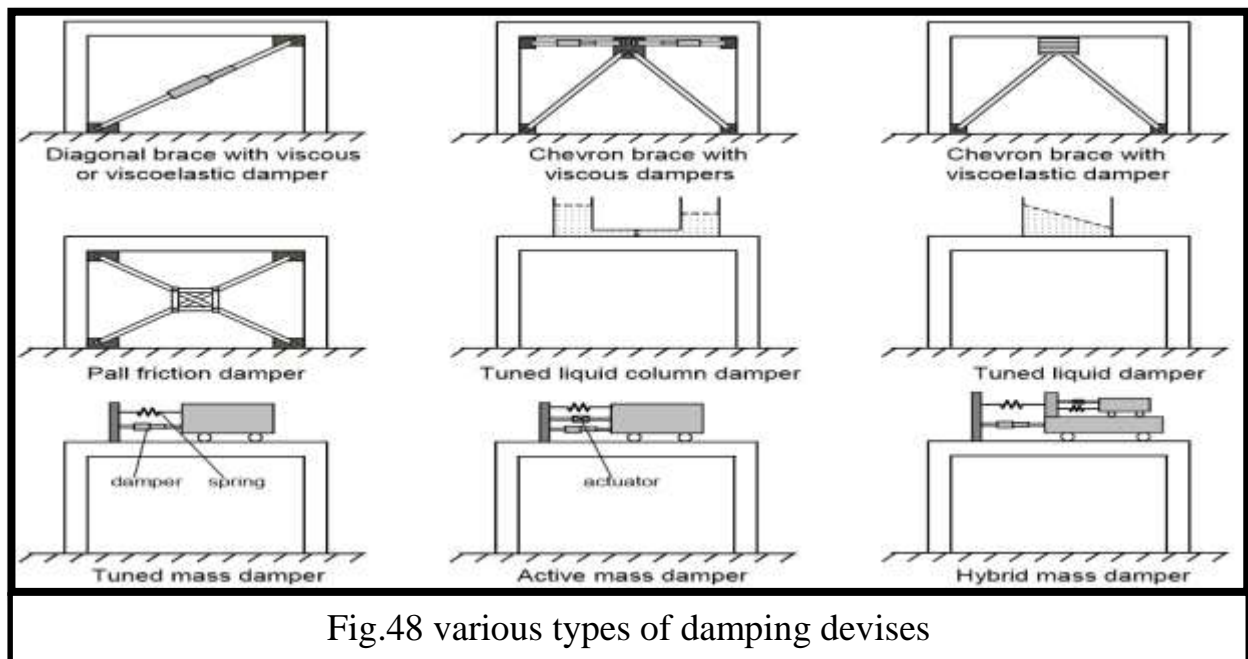 Diagonal brace with viscous
or viscoelastic damper
Chevron brace with
viscous dampers
Chevron brace with
viscoelastic damper
Pall friction damper
Tuned liquid column damper
Tuned liquid damper
damper spring
actuator
Tuned mass damper
Active mass damper
Hybrid mass damper
Fig.48 various types of damping devises